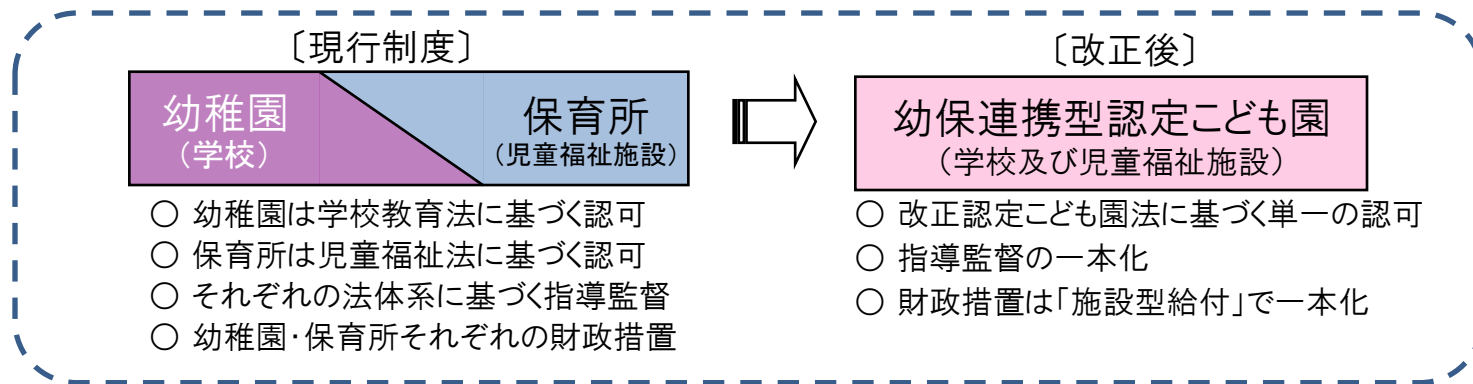 〔現行制度〕
幼稚園
（学校）
保育所
（児童福祉施設）
○ 幼稚園は学校教育法に基づく認可
○ 保育所は児童福祉法に基づく認可
○ それぞれの法体系に基づく指導監督
○ 幼稚園・保育所それぞれの財政措置
〔改正後〕
幼保連携型認定こども園
（学校及び児童福祉施設）
○ 改正認定こども園法に基づく単一の認可
○ 指導監督の一本化
○ 財政措置は「施設型給付」で一本化